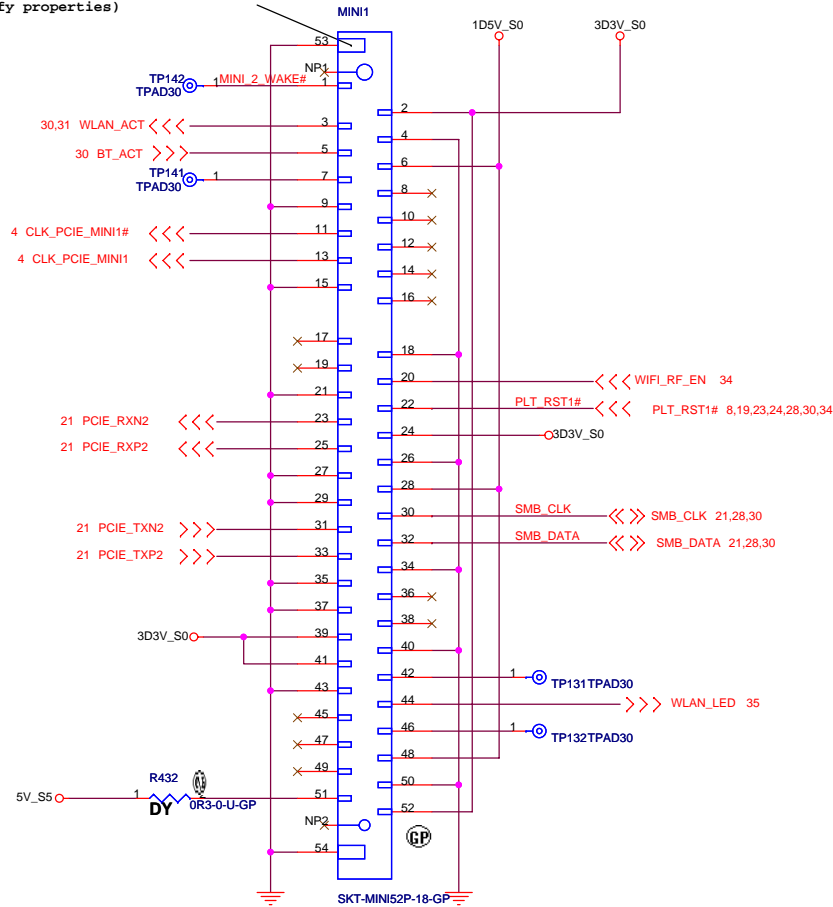 fy properties)
MINI1
1D5V_S0
3D3V_S0
53
NP1
TP142
TPAD30
1
MINI_2_WAKE#
1
2
30,31 WLAN_ACT
3
4
30 BT_ACT
5
6
TP141
TPAD30
1
7
8
9
10
4 CLK_PCIE_MINI1#
11
12
4 CLK_PCIE_MINI1
13
14
15
16
17
18
19
20
WIFI_RF_EN 34
21
22
PLT_RST1#
PLT_RST1# 8,19,23,24,28,30,34
21 PCIE_RXN2
23
24
3D3V_S0
21 PCIE_RXP2
25
26
27
28
29
30
SMB_CLK
SMB_CLK 21,28,30
21 PCIE_TXN2
31
32
SMB_DATA
SMB_DATA 21,28,30
21 PCIE_TXP2
33
34
35
36
37
38
3D3V_S0
39
40
41
42
1
TP131TPAD30
43
44
WLAN_LED 35
45
46
1
TP132TPAD30
47
48
49
50
R432
5V_S5
1
2
DY
0R3-0-U-GP
51
52
NP2
GP
54
SKT-MINI52P-18-GP